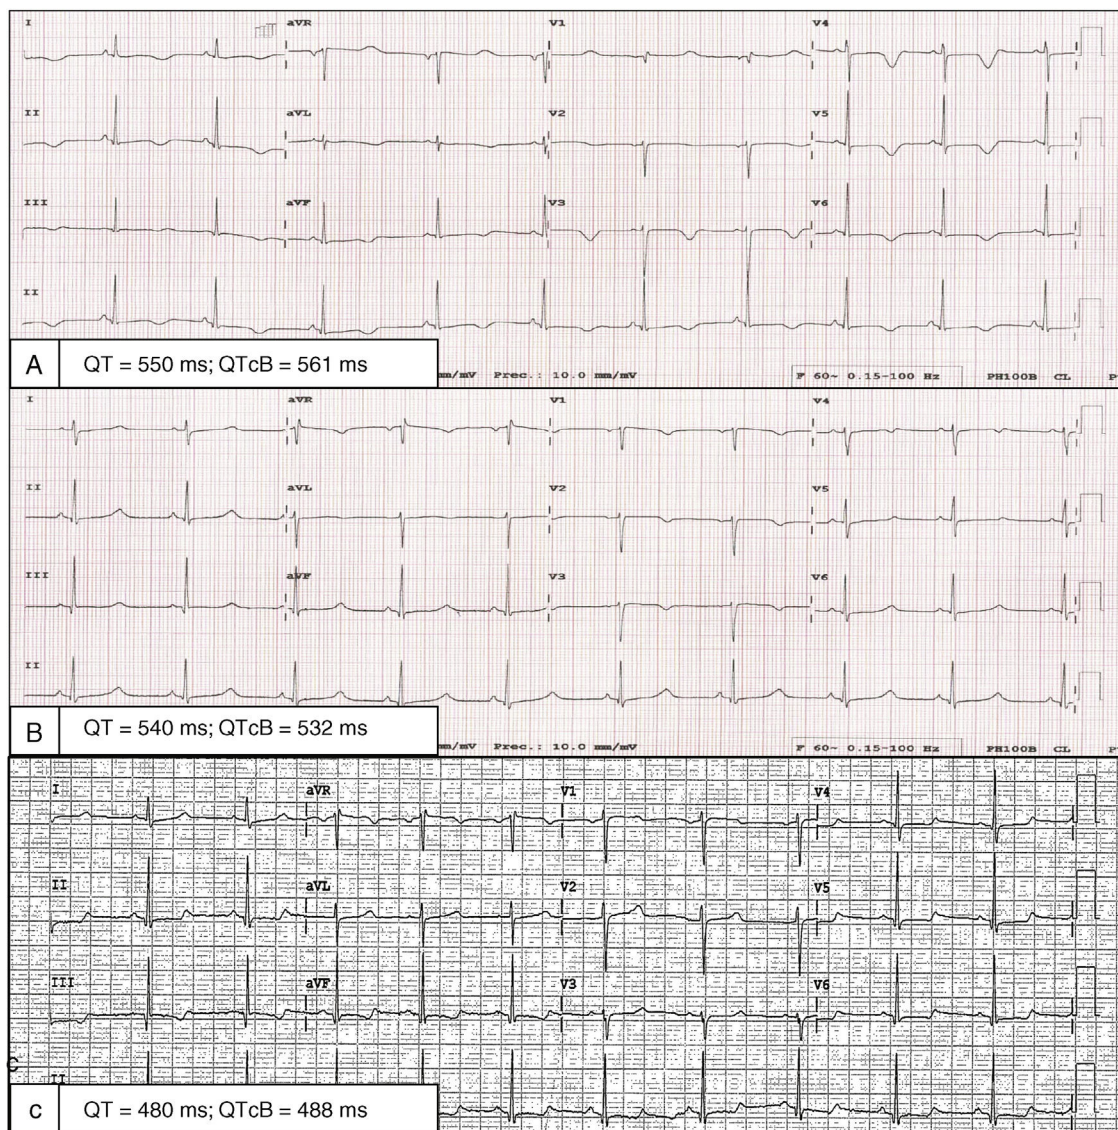 I aVR V1 V4
II aVL V2 V5
III aVF V3 V6
II
A QT = 550 ms; QTcB = 561 ms
mm/mV Prec.: 10.0 mm/mV F 60~ 0.15-100 Hz PH100B CL P
I aVR V1 V4
II aVL V2 V5
III aVF V3 V6
II
B QT = 540 ms; QTcB = 532 ms
mm/mV Prec.: 10.0 mm/mV F 60~ 0.15-100 Hz PH100B CL P
I aVR V1 V4
II aVL V2 V5
III aVF V3 V6
C
II
c QT = 480 ms; QTcB = 488 ms